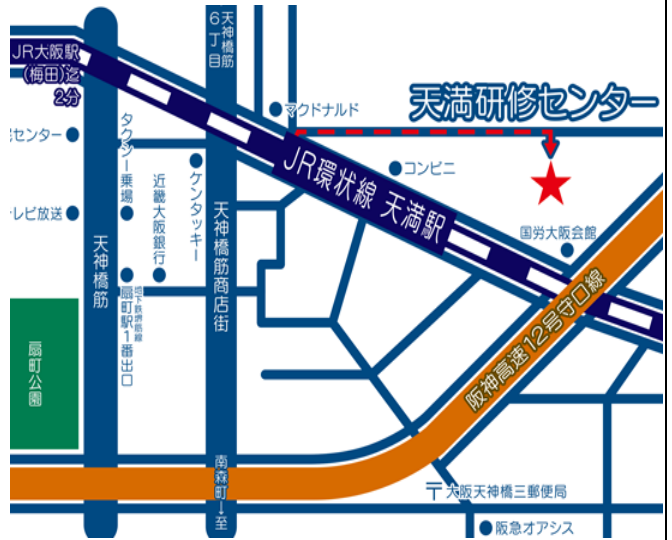 JR大阪駅
(梅田)迄
2分
天神橋筋
6丁目
マクドナルド
天満研修センター
センター
タクシー乗場
JR環状線 天満駅
コンビニ
ケンタッキー
近畿大阪銀行
レビ放送
天神橋筋
天神橋筋商店街
国労大阪会館
地下鉄堺筋線
扇町駅1番出口
阪神高速12号守口線
扇町公園
南森町→至
〒大阪天神橋三郵便局
阪急オアシス